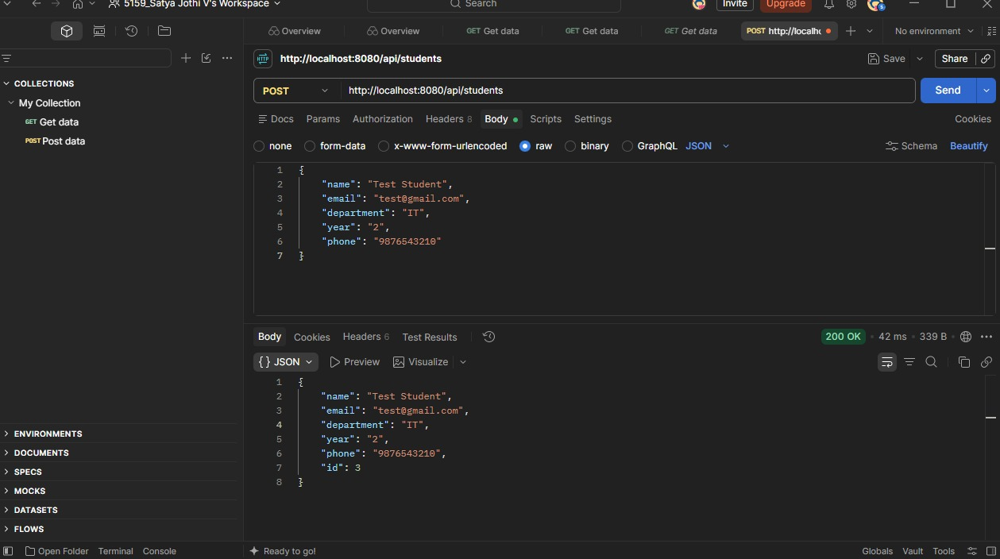 5159_Satya Jothi V's Workspace
Search
Invite
Upgrade
Overview
Overview
GET Get data
GET Get data
GET Get data
POST http://localhc
No environment
HTTP http://localhost:8080/api/students
Save
Share
COLLECTIONS
My Collection
GET Get data
POST Post data
POST
http://localhost:8080/api/students
Send
Docs Params Authorization Headers 8 Body Scripts Settings
Cookies
none form-data x-www-form-urlencoded raw binary GraphQL JSON
Schema Beautify
1 {
2 "name": "Test Student",
3 "email": "test@gmail.com",
4 "department": "IT",
5 "year": "2",
6 "phone": "9876543210"
7 }
Body Cookies Headers 6 Test Results
200 OK • 42 ms • 339 B
{} JSON Preview Visualize
1 {
2 "name": "Test Student",
3 "email": "test@gmail.com",
4 "department": "IT",
5 "year": "2",
6 "phone": "9876543210",
7 "id": 3
8 }
ENVIRONMENTS
DOCUMENTS
SPECS
MOCKS
DATASETS
FLOWS
Open Folder Terminal Console
Ready to go!
Globals Vault Tools